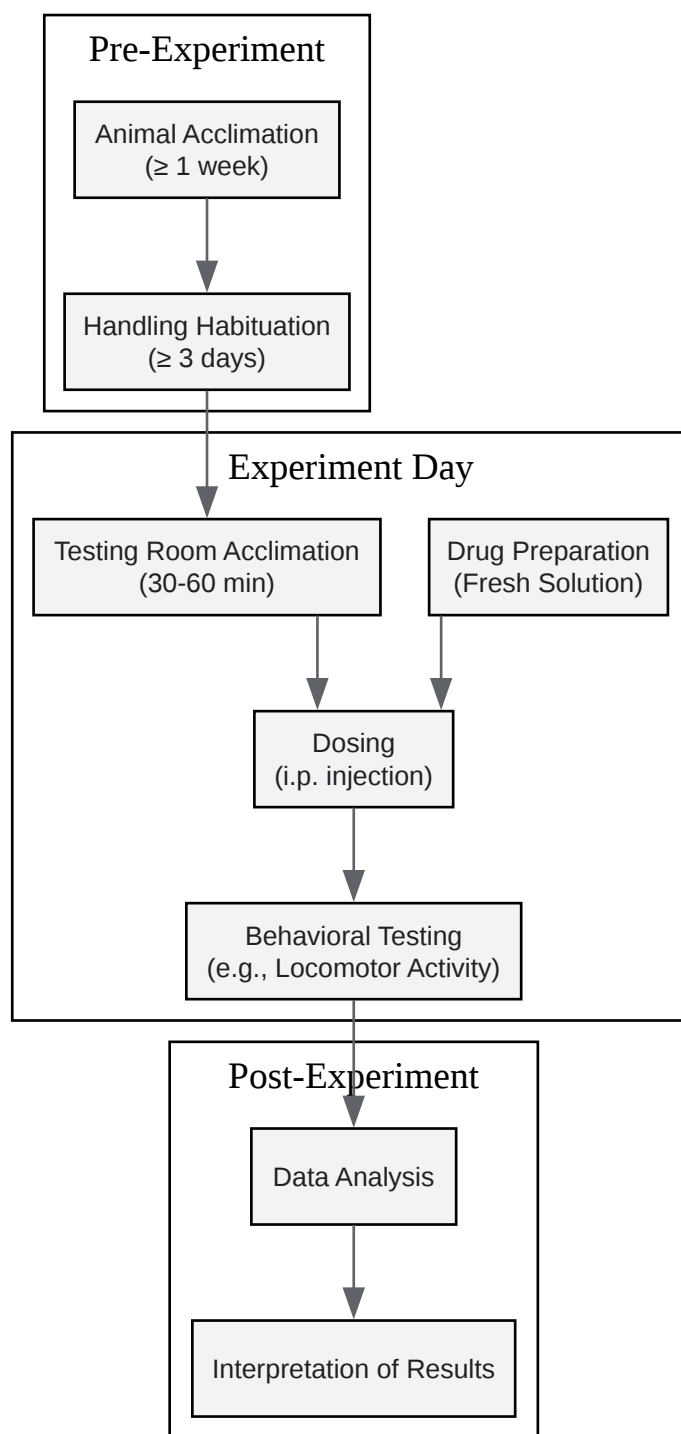 Pre-Experiment
Animal Acclimation
(≥ 1 week)
Handling Habituation
(≥ 3 days)
Experiment Day
Testing Room Acclimation
(30-60 min)
Drug Preparation
(Fresh Solution)
Dosing
(i.p. injection)
Behavioral Testing
(e.g., Locomotor Activity)
Post-Experiment
Data Analysis
Interpretation of Results